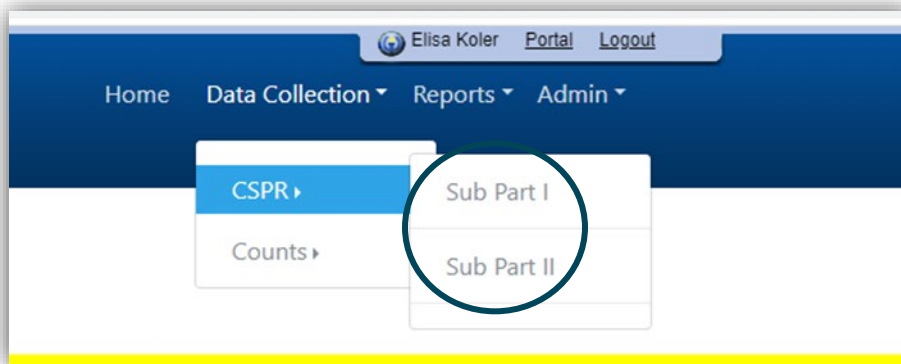 Elisa Koler Portal Logout
Home Data Collection Reports Admin
CSPR
Sub Part I
Counts
Sub Part II